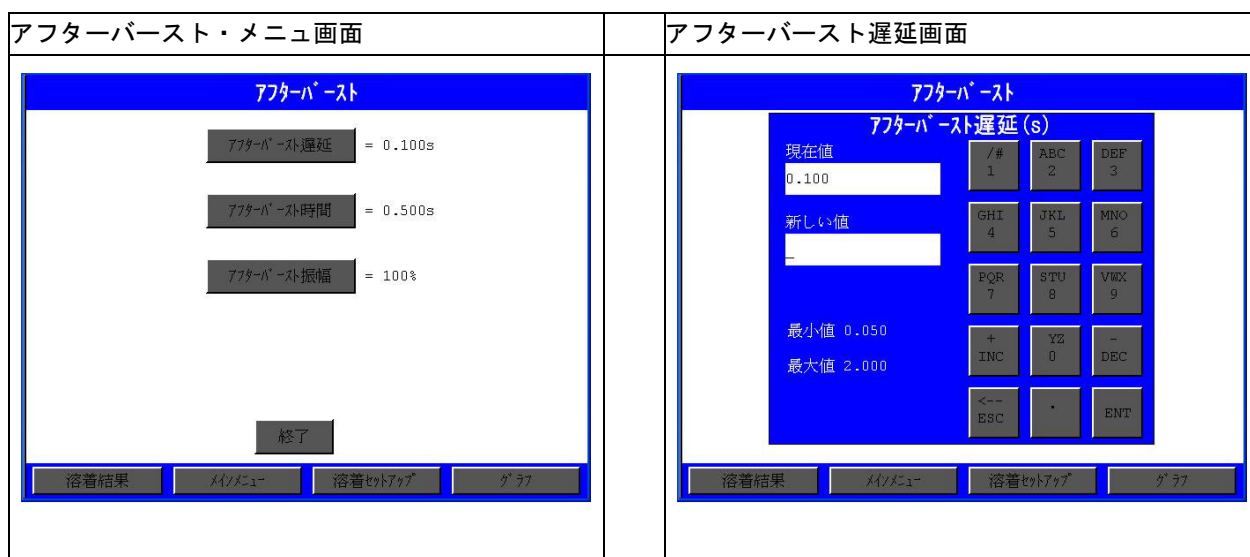 アフターバースト・メニュ画面
アフターバースト遅延画面
ｱﾌﾀｰﾊﾞｰｽﾄ
ｱﾌﾀｰﾊﾞｰｽﾄ遅延 = 0.100s
ｱﾌﾀｰﾊﾞｰｽﾄ時間 = 0.500s
ｱﾌﾀｰﾊﾞｰｽﾄ振幅 = 100%
終了
溶着結果 ﾒｲﾝﾒﾆｭｰ 溶着ｾｯﾄｱｯﾌﾟ ｸﾞﾗﾌ
ｱﾌﾀｰﾊﾞｰｽﾄ
ｱﾌﾀｰﾊﾞｰｽﾄ遅延(s)
現在値
0.100
新しい値
_
最小値 0.050
最大値 2.000
/# ABC DEF
1 2 3
GHI JKL MNO
4 5 6
PQR STU VWX
7 8 9
+ YZ -
INC 0 DEC
<--
ESC . ENT
溶着結果 ﾒｲﾝﾒﾆｭｰ 溶着ｾｯﾄｱｯﾌﾟ ｸﾞﾗﾌ